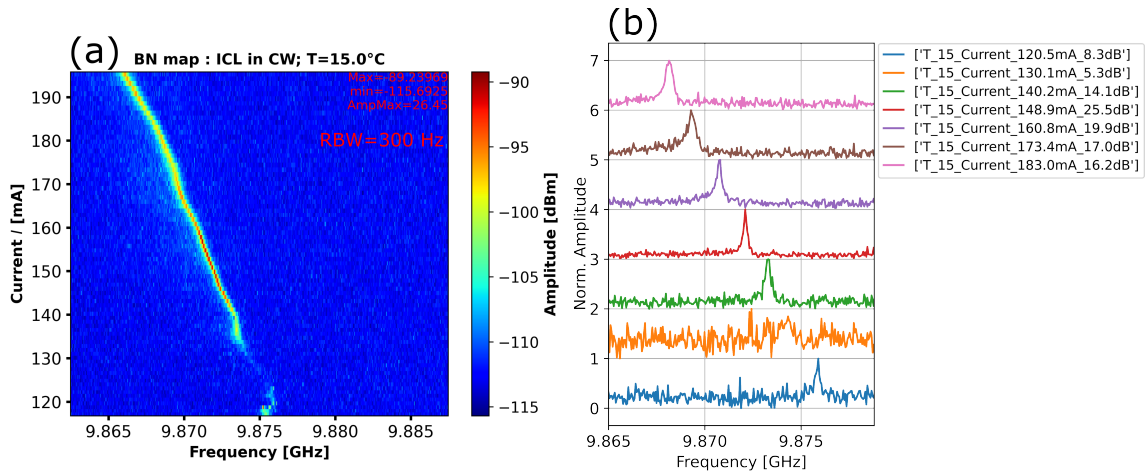 (a)
BN map : ICL in CW; T=15.0°C
Max=-89.23969
min=-115.6925
AmpMax=26.45
RBW=300 Hz
190
180
170
160
150
140
130
120
Current / [mA]
9.865
9.870
9.875
9.880
9.885
Frequency [GHz]
−90
−95
−100
−105
−110
−115
Amplitude [dBm]
(b)
7
6
5
4
3
2
1
0
Norm. Amplitude
9.865
9.870
9.875
Frequency [GHz]
['T_15_Current_120.5mA_8.3dB']
['T_15_Current_130.1mA_5.3dB']
['T_15_Current_140.2mA_14.1dB']
['T_15_Current_148.9mA_25.5dB']
['T_15_Current_160.8mA_19.9dB']
['T_15_Current_173.4mA_17.0dB']
['T_15_Current_183.0mA_16.2dB']